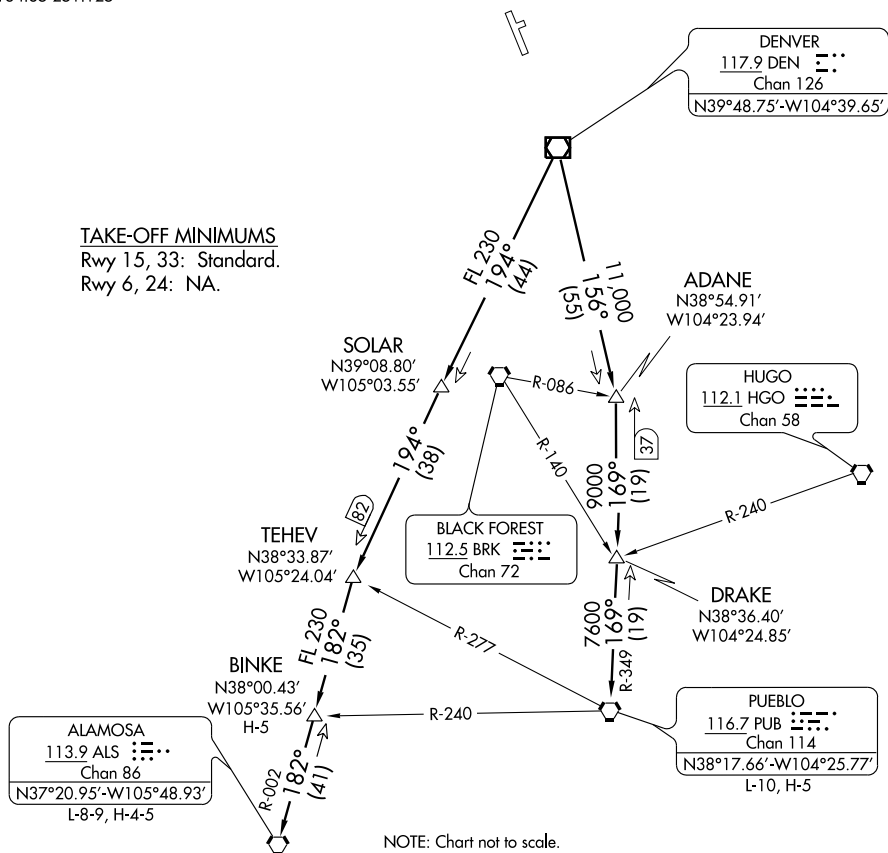 DENVER
117.9 DEN
Chan 126
N39°48.75'-W104°39.65'
TAKE-OFF MINIMUMS
Rwy 15, 33: Standard.
Rwy 6, 24: NA.
FL 230
194°
(44)
11,000
156°
(55)
ADANE
N38°54.91'
W104°23.94'
SOLAR
N39°08.80'
W105°03.55'
R-086
HUGO
112.1 HGO
Chan 58
37
R-140
194°
(38)
9000
169°
(19)
R-240
82
BLACK FOREST
112.5 BRK
Chan 72
TEHEV
N38°33.87'
W105°24.04'
DRAKE
N38°36.40'
W104°24.85'
FL 230
182°
(35)
R-277
7600
169°
(19)
R-349
BINKE
N38°00.43'
W105°35.56'
H-5
R-240
PUEBLO
116.7 PUB
Chan 114
N38°17.66'-W104°25.77'
L-10, H-5
ALAMOSA
113.9 ALS
Chan 86
N37°20.95'-W105°48.93'
L-8-9, H-4-5
R-002
182°
(41)
NOTE: Chart not to scale.